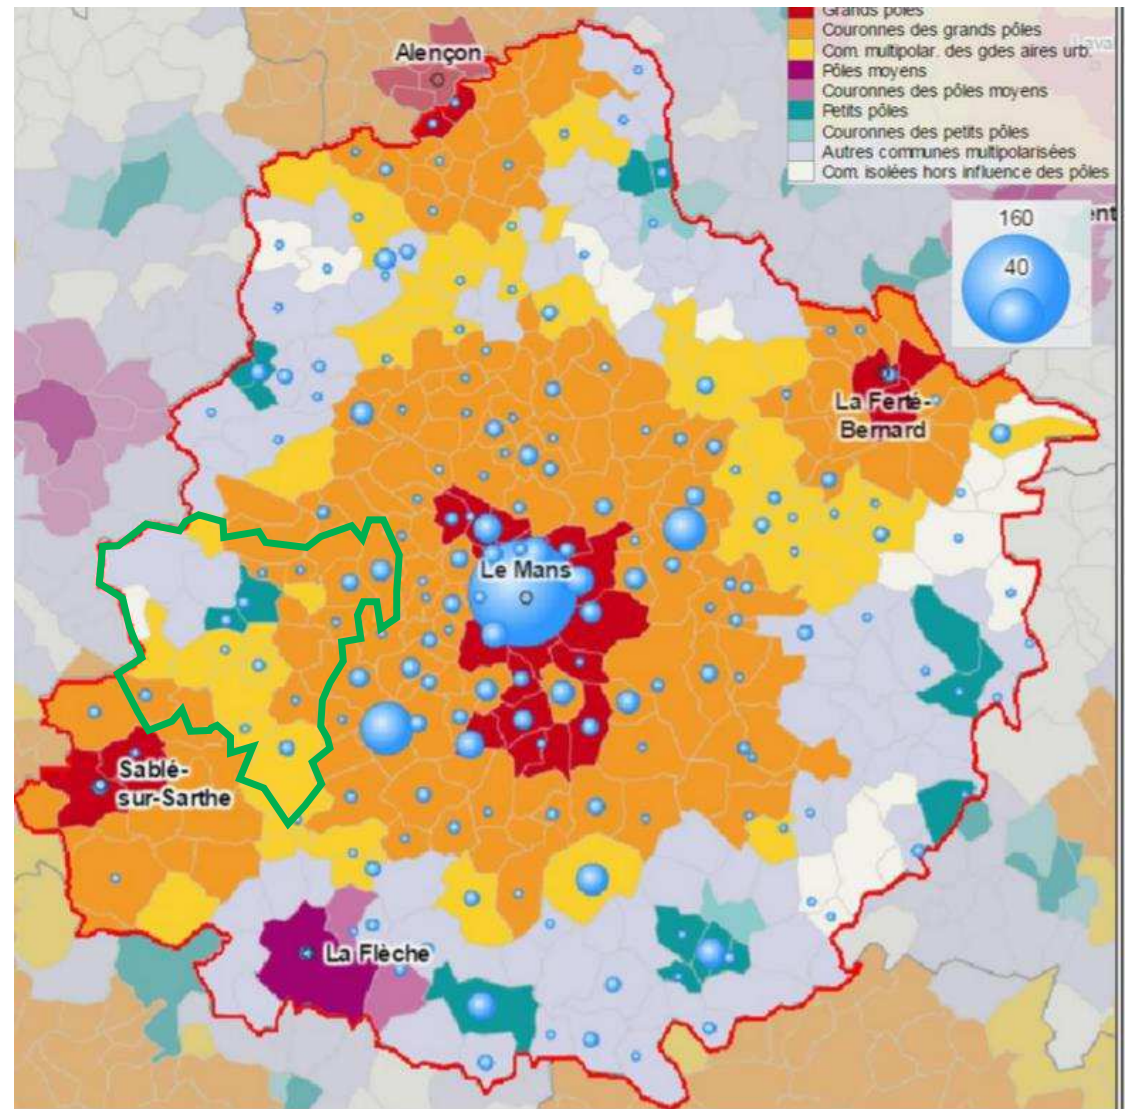 Grands pôles
Couronnes des grands pôles
Com. multipolar. des gdes aires urb.
Pôles moyens
Couronnes des pôles moyens
Petits pôles
Couronnes des petits pôles
Autres communes multipolarisées
Com. isolées hors influence des pôles
Laval
Alençon
160
40
La Ferté-
Bernard
Le Mans
Sablé-
sur-Sarthe
La Flèche